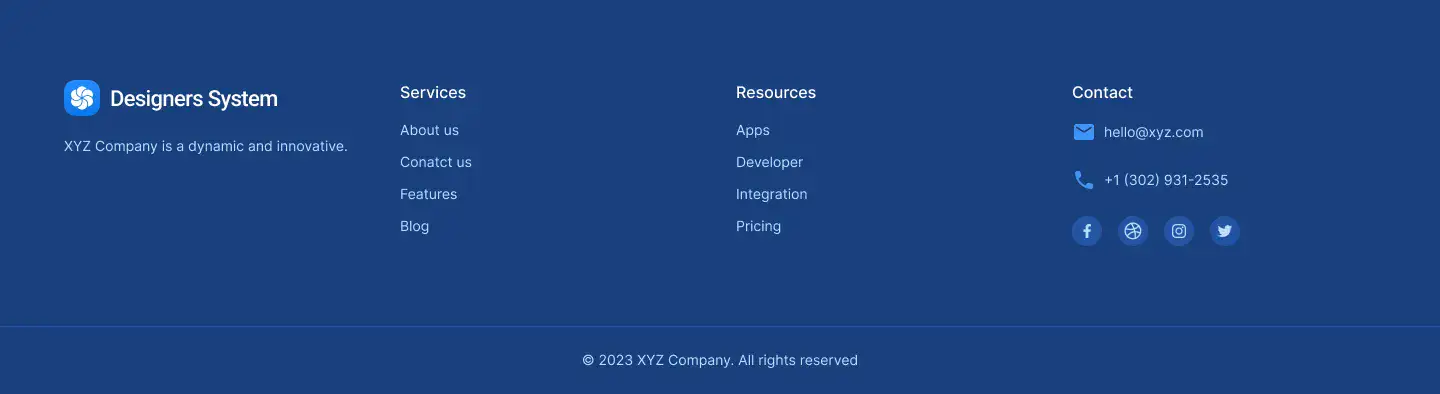 Designers System
XYZ Company is a dynamic and innovative.
Services
About us
Conatct us
Features
Blog
Resources
Apps
Developer
Integration
Pricing
Contact
hello@xyz.com
+1 (302) 931-2535
© 2023 XYZ Company. All rights reserved